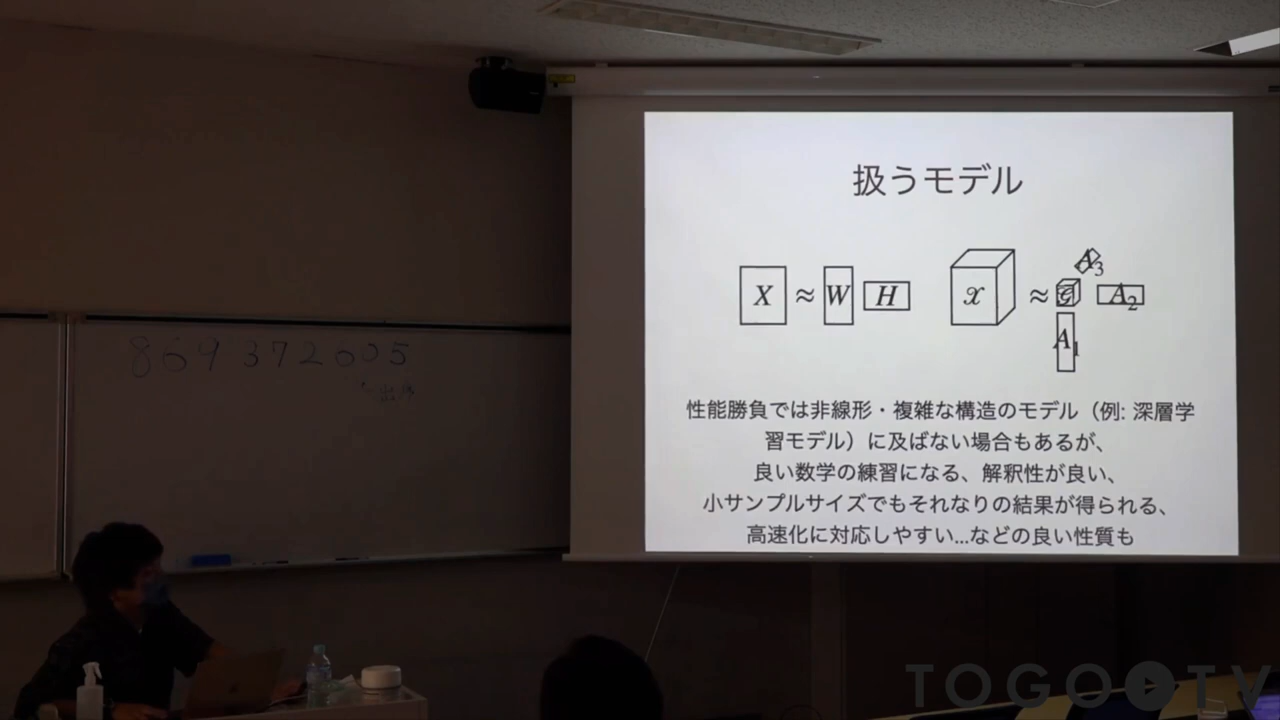 扱うモデル
X ≈ W H
𝒳 ≈ 𝒢 A1 A2 A3
性能勝負では非線形・複雑な構造のモデル（例: 深層学
習モデル）に及ばない場合もあるが、
良い数学の練習になる、解釈性が良い、
小サンプルサイズでもそれなりの結果が得られる、
高速化に対応しやすい...などの良い性質も
869 372 605
TOGO TV